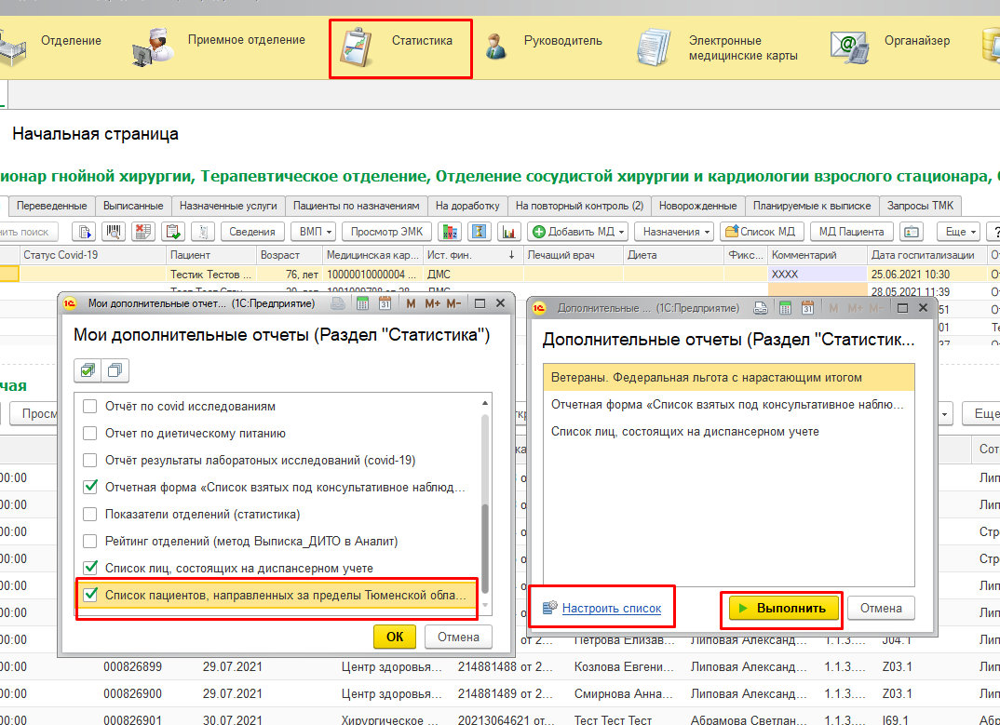 Отделение
Приемное отделение
Статистика
Руководитель
Электронные
медицинские карты
Органайзер
Начальная страница
ионар гнойной хирургии, Терапевтическое отделение, Отделение сосудистой хирургии и кардиологии взрослого стационара,
Переведенные Выписанные Назначенные услуги Пациенты по назначениям На доработку На повторный контроль (2) Новорожденные Планируемые к выписке Запросы ТМК
нить поиск Сведения ВМП Просмотр ЭМК Добавить МД Назначения Список МД МД Пациента Еще ?
Статус Covid-19 Пациент Возраст Медицинская кар... Ист. фин. ↓ Лечащий врач Диета Фикс... Комментарий Дата госпитализации
Тестик Тестов ... 76, лет 10000010000004 ... ДМС XXXX 25.06.2021 10:30
28.05.2021 11:39
Мои дополнительные отчет... (1С:Предприятие) M M+ M-
Мои дополнительные отчеты (Раздел "Статистика")
Отчёт по covid исследованиям
Отчет по диетическому питанию
Отчёт результаты лаборатоных исследований (covid-19)
Отчетная форма «Список взятых под консультативное наблюд...
Показатели отделений (статистика)
Рейтинг отделений (метод Выписка_ДИТО в Аналит)
Список лиц, состоящих на диспансерном учете
Список пациентов, направленных за пределы Тюменской обла...
ОК Отмена
Дополнительные ... (1С:Предприятие) M M+ M-
Дополнительные отчеты (Раздел "Статистик...
Ветераны. Федеральная льгота с нарастающим итогом
Отчетная форма «Список взятых под консультативное наблю...
Список лиц, состоящих на диспансерном учете
Настроить список Выполнить Отмена
51
01
37
чая
Просм
Еще
Сот
00:00 Лип
00:00 Лип
00:00 Стр
00:00 Стр
00:00 Лип
00:00 Лип
00:00 от 2... Петрова Елизав... Липовая Александ... 1.1.3.... J04.1 Лип
00:00 000826899 29.07.2021 Центр здоровья... 214881488 от 2... Козлова Евгени... Липовая Александ... 1.1.3.... Z03.1 Лип
00:00 000826900 29.07.2021 Центр здоровья... 214881489 от 2... Смирнова Анна... Липовая Александ... 1.1.3.... Z03.1 Лип
00:00 000826901 30.07.2021 Хирургическое ... 20213064621 от... Тест Тест Тест Абрамова Светлан... 1.1.3.... I69.1 Абр